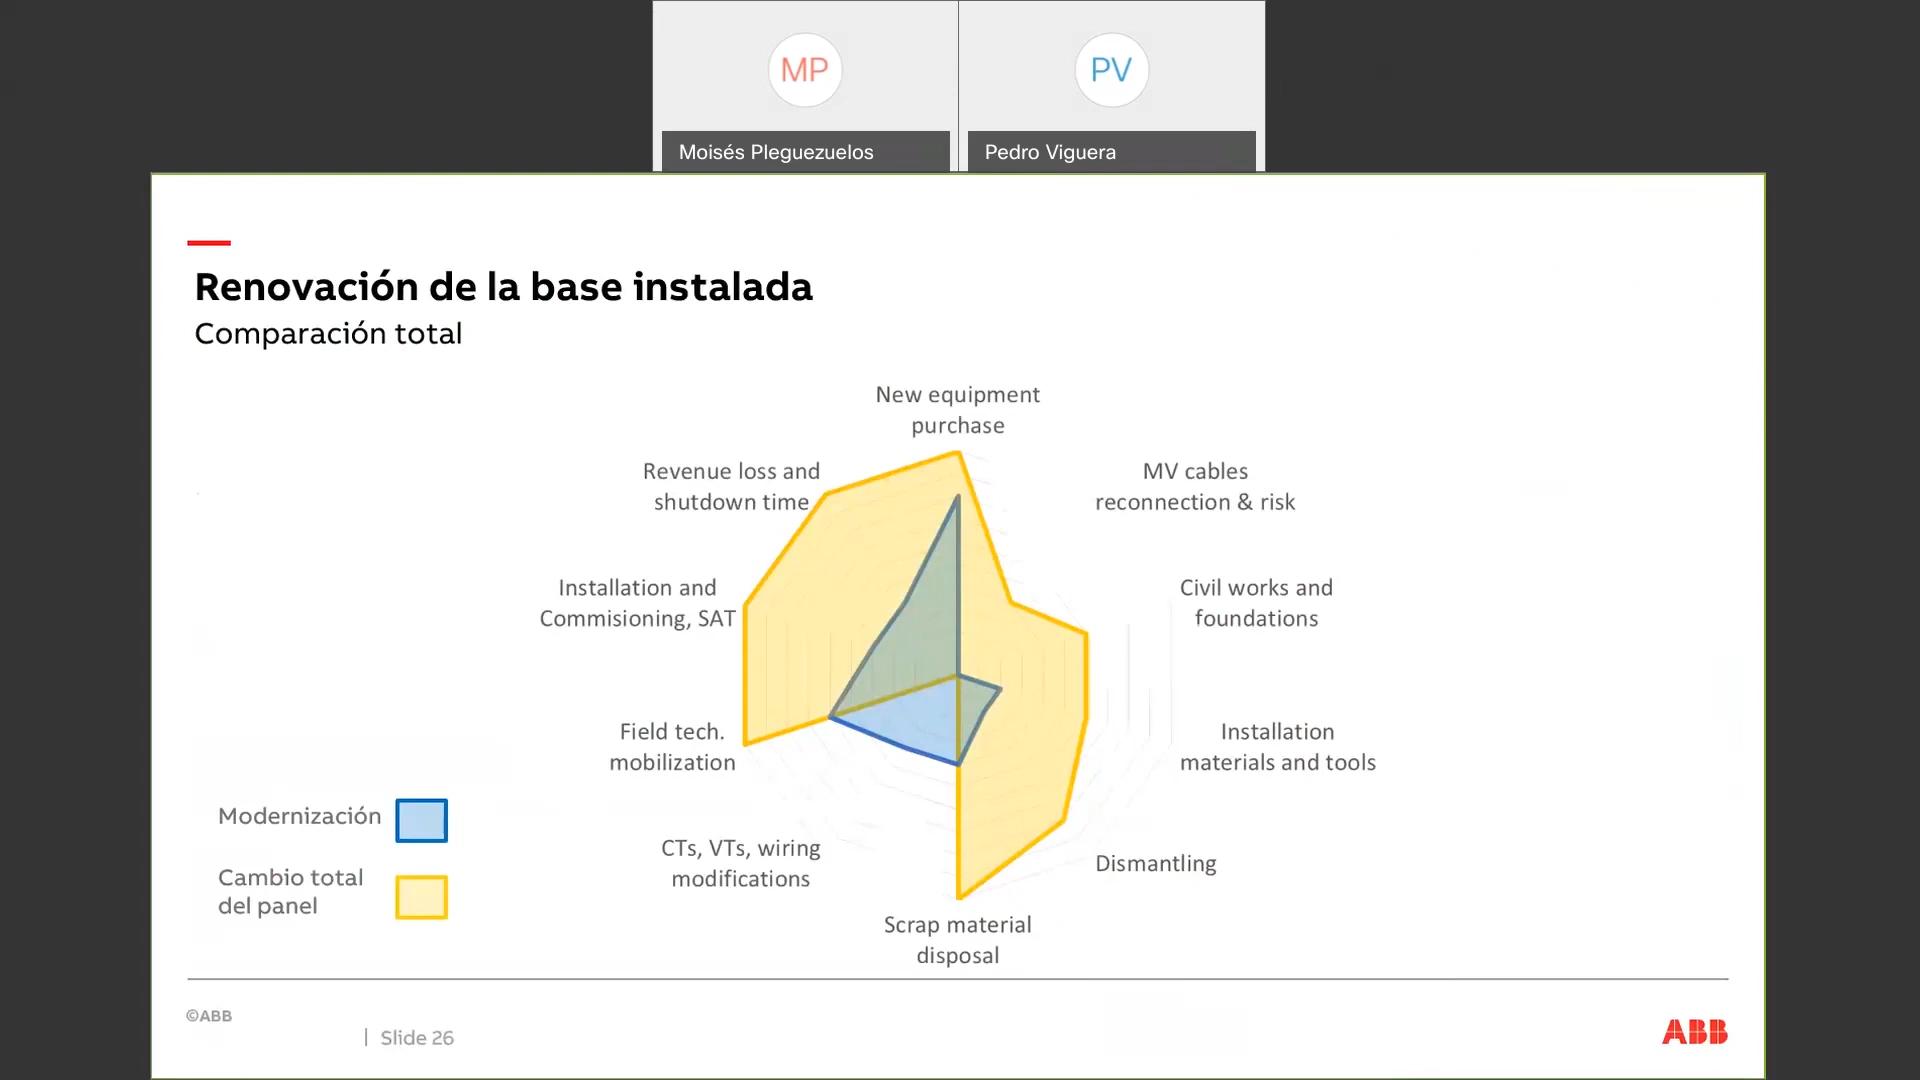 MP
PV
Moisés Pleguezuelos
Pedro Viguera
Renovación de la base instalada
Comparación total
New equipment
purchase
Revenue loss and
shutdown time
MV cables
reconnection & risk
Installation and
Commisioning, SAT
Civil works and
foundations
Field tech.
mobilization
Installation
materials and tools
Modernización
CTs, VTs, wiring
modifications
Dismantling
Cambio total
del panel
Scrap material
disposal
©ABB
| Slide 26
ABB